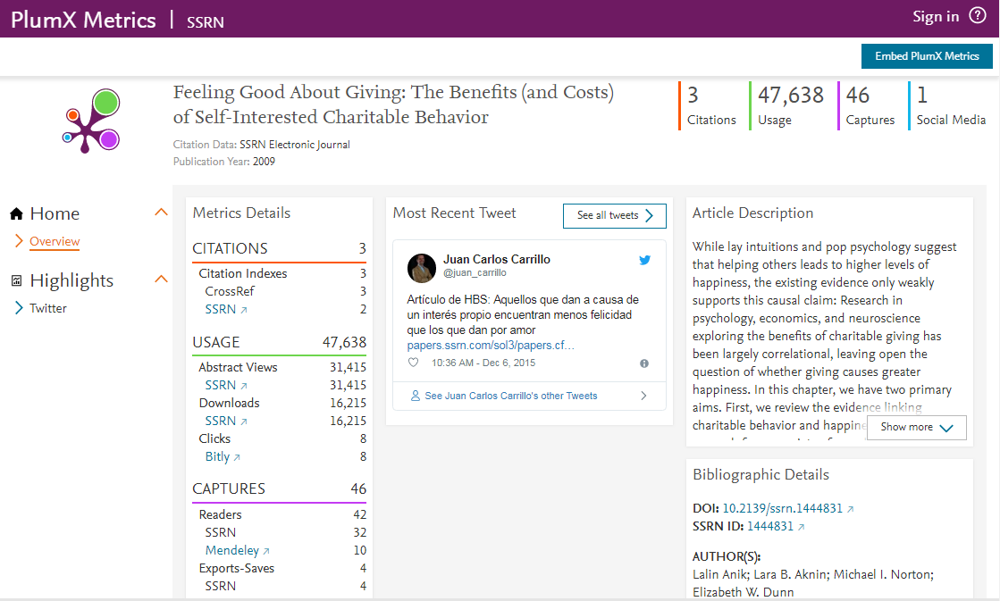 PlumX Metrics | SSRN
Sign in
Embed PlumX Metrics
Feeling Good About Giving: The Benefits (and Costs)
of Self-Interested Charitable Behavior
Citation Data: SSRN Electronic Journal
Publication Year: 2009
3
Citations
47,638
Usage
46
Captures
1
Social Media
Home
Overview
Highlights
Twitter
Metrics Details
CITATIONS 3
Citation Indexes 3
CrossRef 3
SSRN 2
USAGE 47,638
Abstract Views 31,415
SSRN 31,415
Downloads 16,215
SSRN 16,215
Clicks 8
Bitly 8
CAPTURES 46
Readers 42
SSRN 32
Mendeley 10
Exports-Saves 4
SSRN 4
Most Recent Tweet
See all tweets
Juan Carlos Carrillo
@juan_carrillo
Artículo de HBS: Aquellos que dan a causa de
un interés propio encuentran menos felicidad
que los que dan por amor
papers.ssrn.com/sol3/papers.cf…
10:36 AM - Dec 6, 2015
See Juan Carlos Carrillo's other Tweets
Article Description
While lay intuitions and pop psychology suggest
that helping others leads to higher levels of
happiness, the existing evidence only weakly
supports this causal claim: Research in
psychology, economics, and neuroscience
exploring the benefits of charitable giving has
been largely correlational, leaving open the
question of whether giving causes greater
happiness. In this chapter, we have two primary
aims. First, we review the evidence linking
charitable behavior and
Show more
Bibliographic Details
DOI: 10.2139/ssrn.1444831
SSRN ID: 1444831
AUTHOR(S):
Lalin Anik; Lara B. Aknin; Michael I. Norton;
Elizabeth W. Dunn